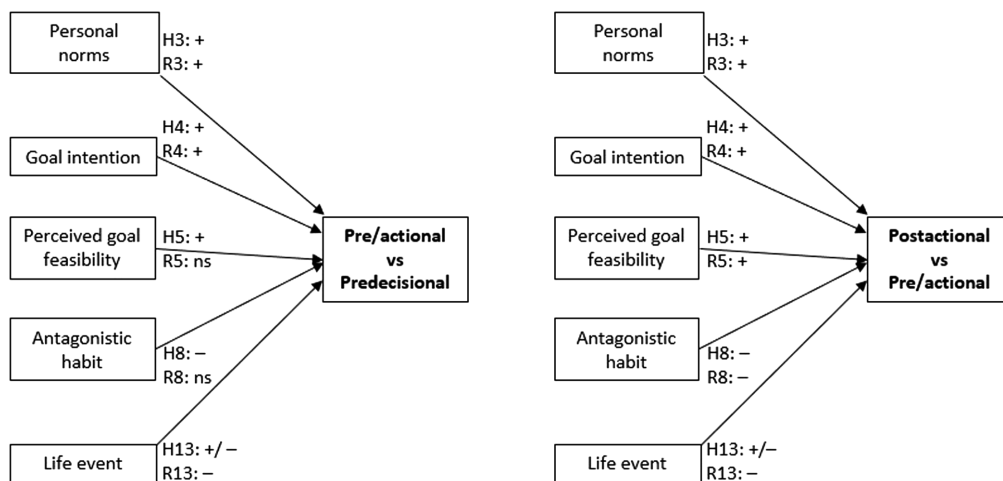 Personal
norms
H3: +
R3: +
Goal intention
H4: +
R4: +
Perceived goal
feasibility
H5: +
R5: ns
Antagonistic
habit
H8: –
R8: ns
Life event
H13: +/ –
R13: –
Pre/actional
vs
Predecisional
Personal
norms
H3: +
R3: +
Goal intention
H4: +
R4: +
Perceived goal
feasibility
H5: +
R5: +
Antagonistic
habit
H8: –
R8: –
Life event
H13: +/–
R13: –
Postactional
vs
Pre/actional